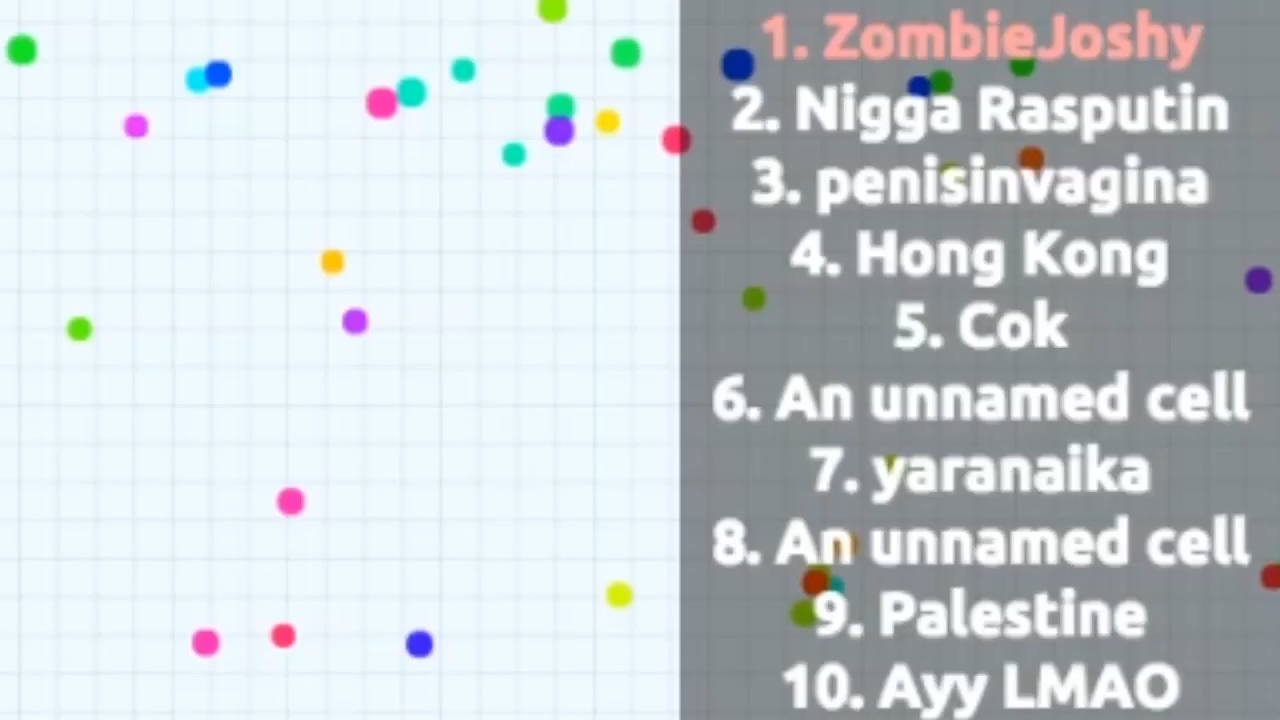 1. ZombieJoshy
2. Nigga Rasputin
3. penisinvagina
4. Hong Kong
5. Cok
6. An unnamed cell
7. yaranaika
8. An unnamed cell
9. Palestine
10. Ayy LMAO